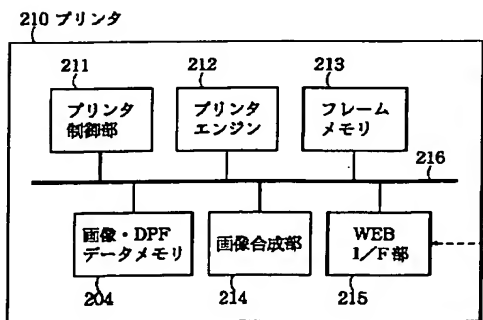 210 プリンタ
211
212
213
プリンタ
制御部
プリンタ
エンジン
フレーム
メモリ
216
画像・DPF
データメモリ
画像合成部
WEB
I/F部
204
214
215